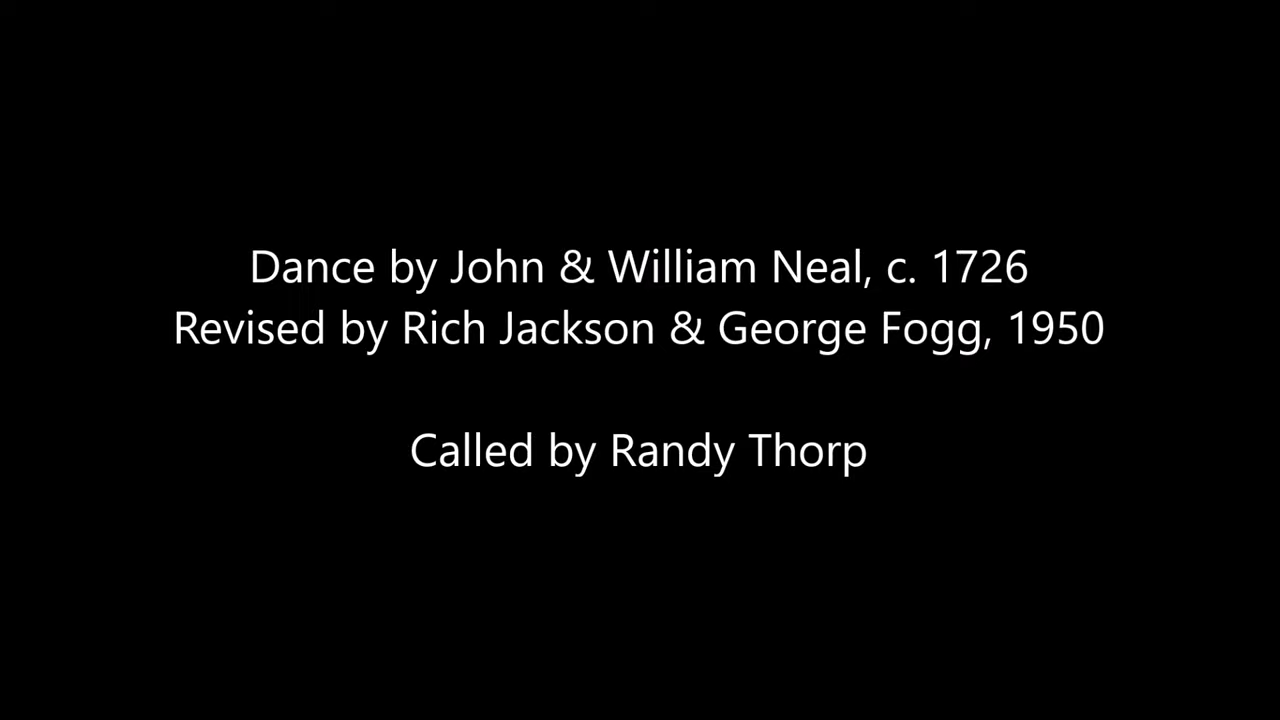 Dance by John & William Neal, c. 1726
Revised by Rich Jackson & George Fogg, 1950
Called by Randy Thorp